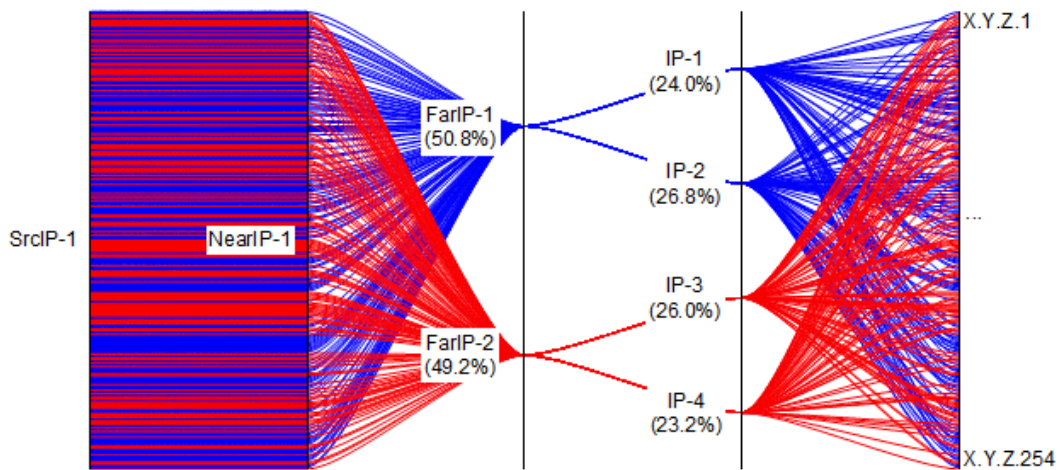 SrcIP-1
NearIP-1
FarIP-1
(50.8%)
FarIP-2
(49.2%)
IP-1
(24.0%)
IP-2
(26.8%)
IP-3
(26.0%)
IP-4
(23.2%)
X.Y.Z.1
...
X.Y.Z.254